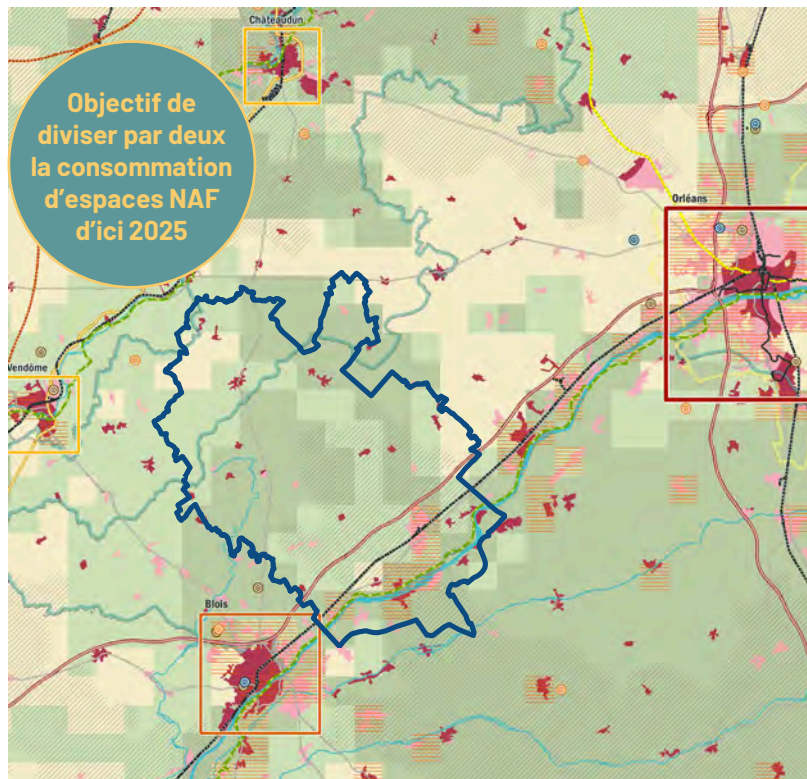 Châteaudun
Objectif de
diviser par deux
la consommation
d'espaces NAF
d'ici 2025
Orléans
Vendôme
Blois